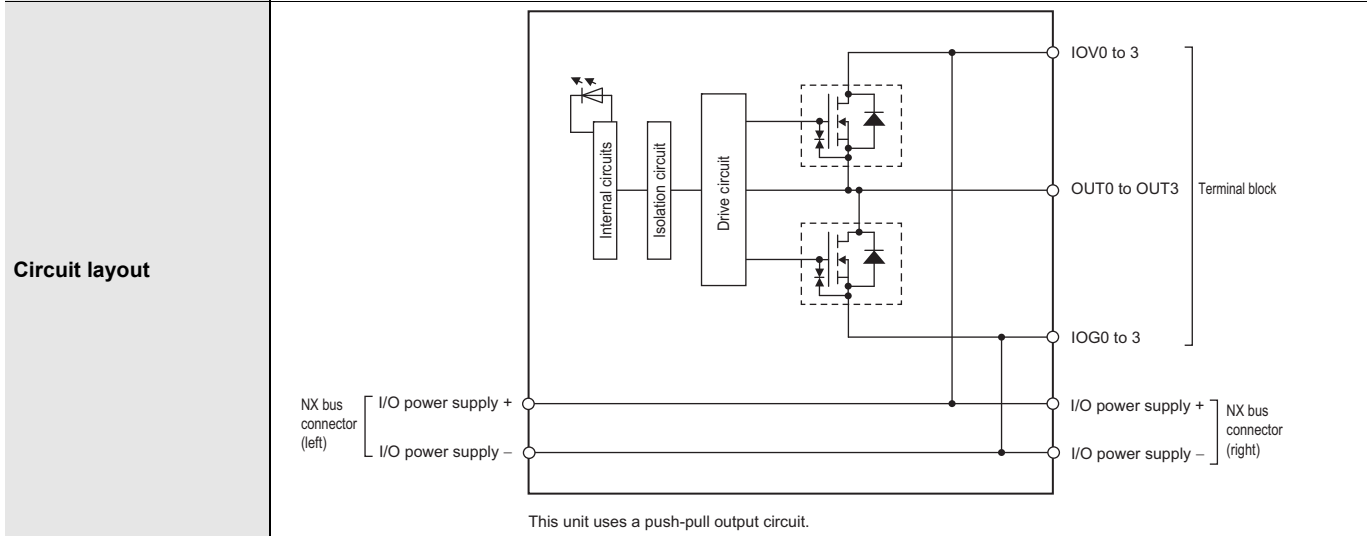 Circuit layout
IOV0 to 3
Internal circuits
Isolation circuit
Drive circuit
OUT0 to OUT3
Terminal block
IOG0 to 3
NX bus
connector
(left)
I/O power supply +
I/O power supply –
I/O power supply +
I/O power supply –
NX bus
connector
(right)
This unit uses a push-pull output circuit.